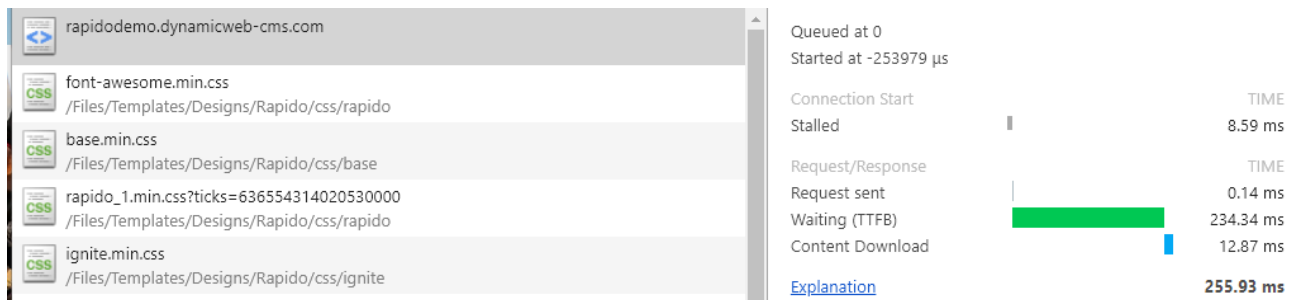 rapidodemo.dynamicweb-cms.com
font-awesome.min.css
/Files/Templates/Designs/Rapido/css/rapido
base.min.css
/Files/Templates/Designs/Rapido/css/base
rapido_1.min.css?ticks=636554314020530000
/Files/Templates/Designs/Rapido/css/rapido
ignite.min.css
/Files/Templates/Designs/Rapido/css/ignite
CSS
CSS
CSS
CSS
Queued at 0
Started at -253979 µs
Connection Start TIME
Stalled 8.59 ms
Request/Response TIME
Request sent 0.14 ms
Waiting (TTFB) 234.34 ms
Content Download 12.87 ms
Explanation 255.93 ms